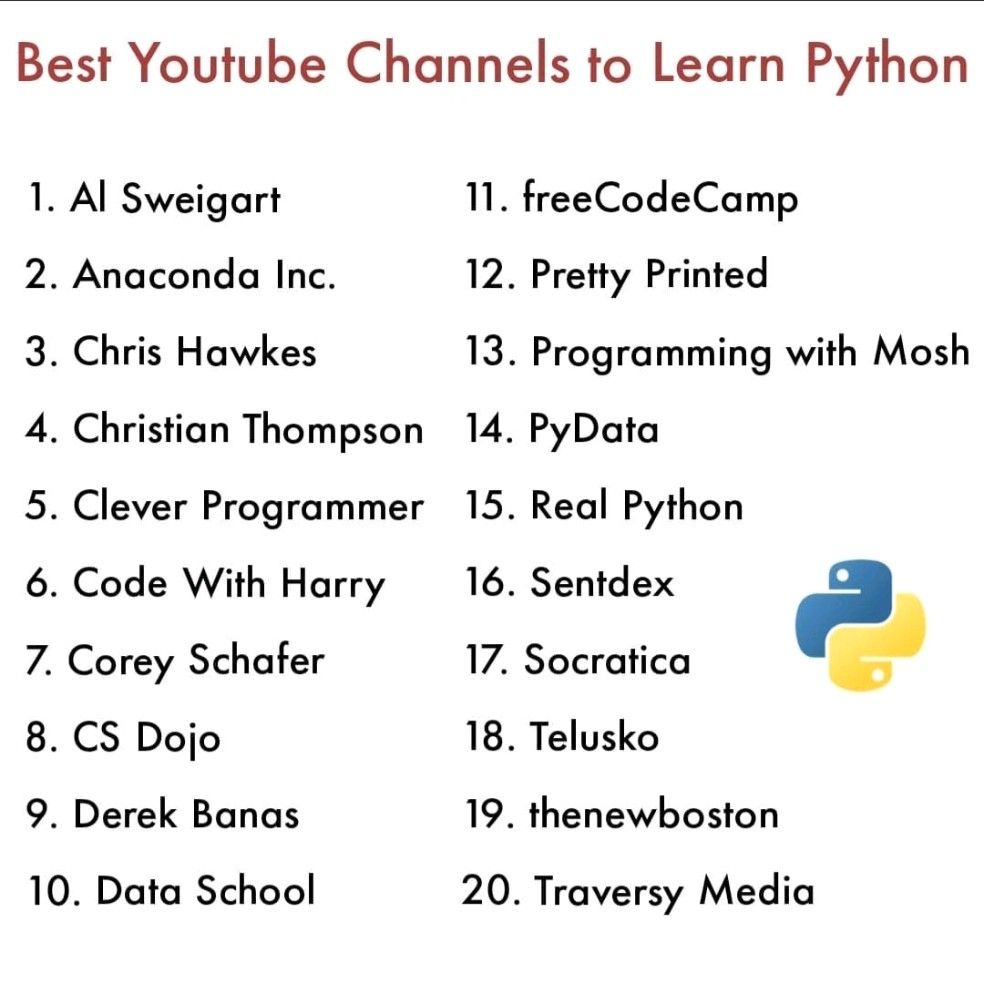 Best Youtube Channels to Learn Python
1. Al Sweigart
2. Anaconda Inc.
3. Chris Hawkes
4. Christian Thompson
5. Clever Programmer
6. Code With Harry
7. Corey Schafer
8. CS Dojo
9. Derek Banas
10. Data School
11. freeCodeCamp
12. Pretty Printed
13. Programming with Mosh
14. PyData
15. Real Python
16. Sentdex
17. Socratica
18. Telusko
19. thenewboston
20. Traversy Media